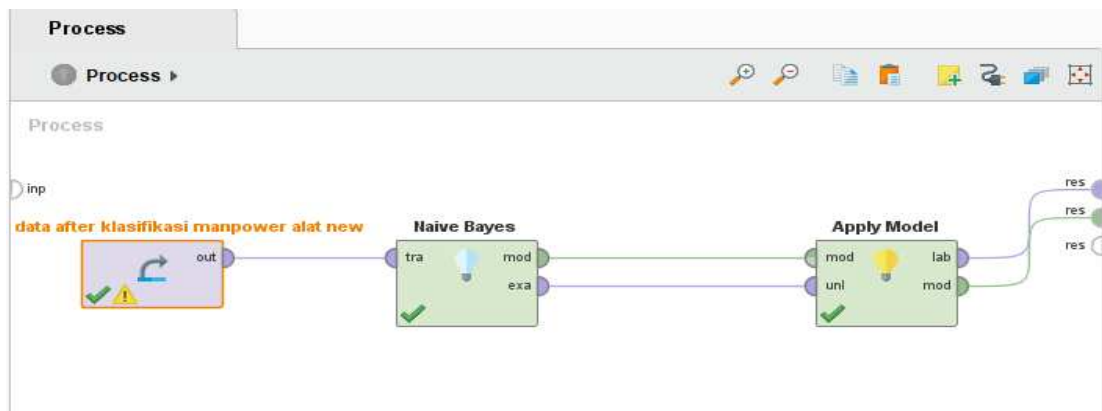 Process
Process
Process
inp
res
res
res
data after klasifikasi manpower alat new
out
Naive Bayes
tra
mod
exa
Apply Model
mod
lab
unl
mod